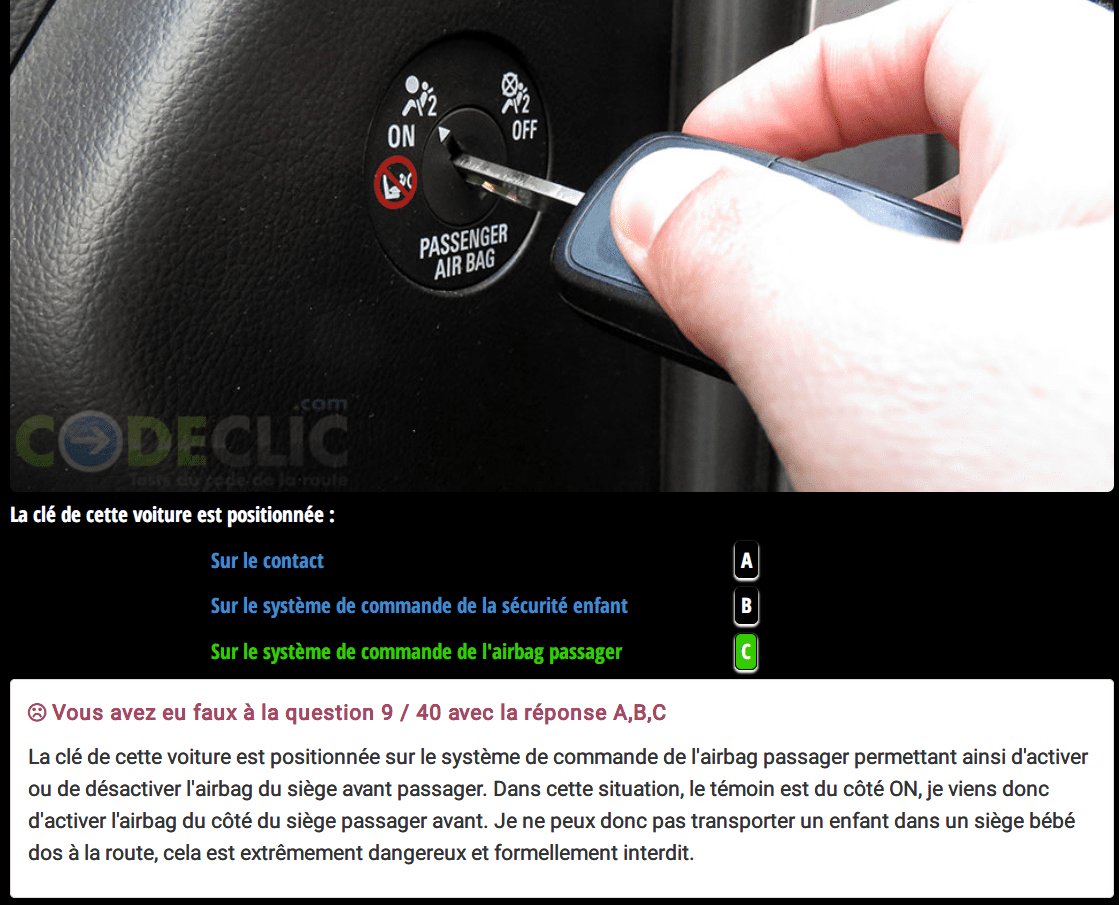 2
2
ON
OFF
PASSENGER
AIR BAG
.com
CODECLIC
Tests du code de la route
La clé de cette voiture est positionnée :
Sur le contact A
Sur le système de commande de la sécurité enfant B
Sur le système de commande de l'airbag passager C
Vous avez eu faux à la question 9 / 40 avec la réponse A,B,C
La clé de cette voiture est positionnée sur le système de commande de l'airbag passager permettant ainsi d'activer
ou de désactiver l'airbag du siège avant passager. Dans cette situation, le témoin est du côté ON, je viens donc
d'activer l'airbag du côté du siège passager avant. Je ne peux donc pas transporter un enfant dans un siège bébé
dos à la route, cela est extrêmement dangereux et formellement interdit.